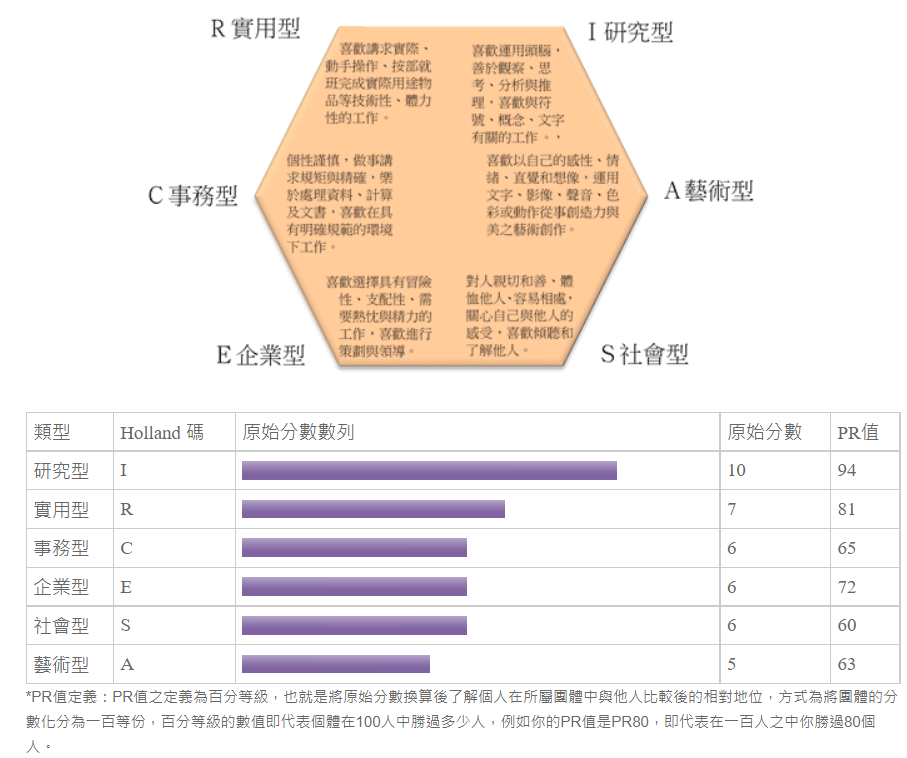 R 實用型
I 研究型
喜歡講求實際、
動手操作、按部就
班完成實際用途物
品等技術性、體力
性的工作。
喜歡運用頭腦，
善於觀察、思
考、分析與推
理，喜歡與符
號、概念、文字
有關的工作。，
C 事務型
個性謹慎，做事講
求規矩與精確，樂
於處理資料、計算
及文書，喜歡在具
有明確規範的環境
下工作。
喜歡以自己的感性、情
緒、直覺和想像，運用
文字、影像、聲音、色
彩或動作從事創造力與
美之藝術創作。
A 藝術型
E 企業型
喜歡選擇具有冒險
性、支配性、需
要熱忱與精力的
工作，喜歡進行
策劃與領導。
對人親切和善、體
恤他人、容易相處，
關心自己與他人的
感受，喜歡傾聽和
了解他人。
S 社會型
類型 Holland 碼 原始分數數列 原始分數 PR值
研究型 I 10 94
實用型 R 7 81
事務型 C 6 65
企業型 E 6 72
社會型 S 6 60
藝術型 A 5 63
*PR值定義：PR值之定義為百分等級，也就是將原始分數換算後了解個人在所屬團體中與他人比較後的相對地位，方式為將團體的分
數化分為一百等份，百分等級的數值即代表個體在100人中勝過多少人，例如你的PR值是PR80，即代表在一百人之中你勝過80個
人。